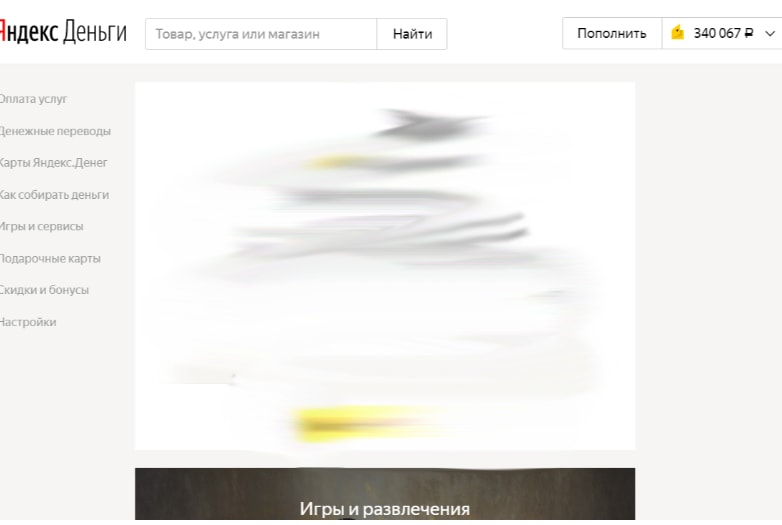 Яндекс Деньги
Товар, услуга или магазин
Найти
Пополнить
340 067 ₽
Оплата услуг
Денежные переводы
Карты Яндекс.Денег
Как собирать деньги
Игры и сервисы
Подарочные карты
Скидки и бонусы
Настройки
Игры и развлечения